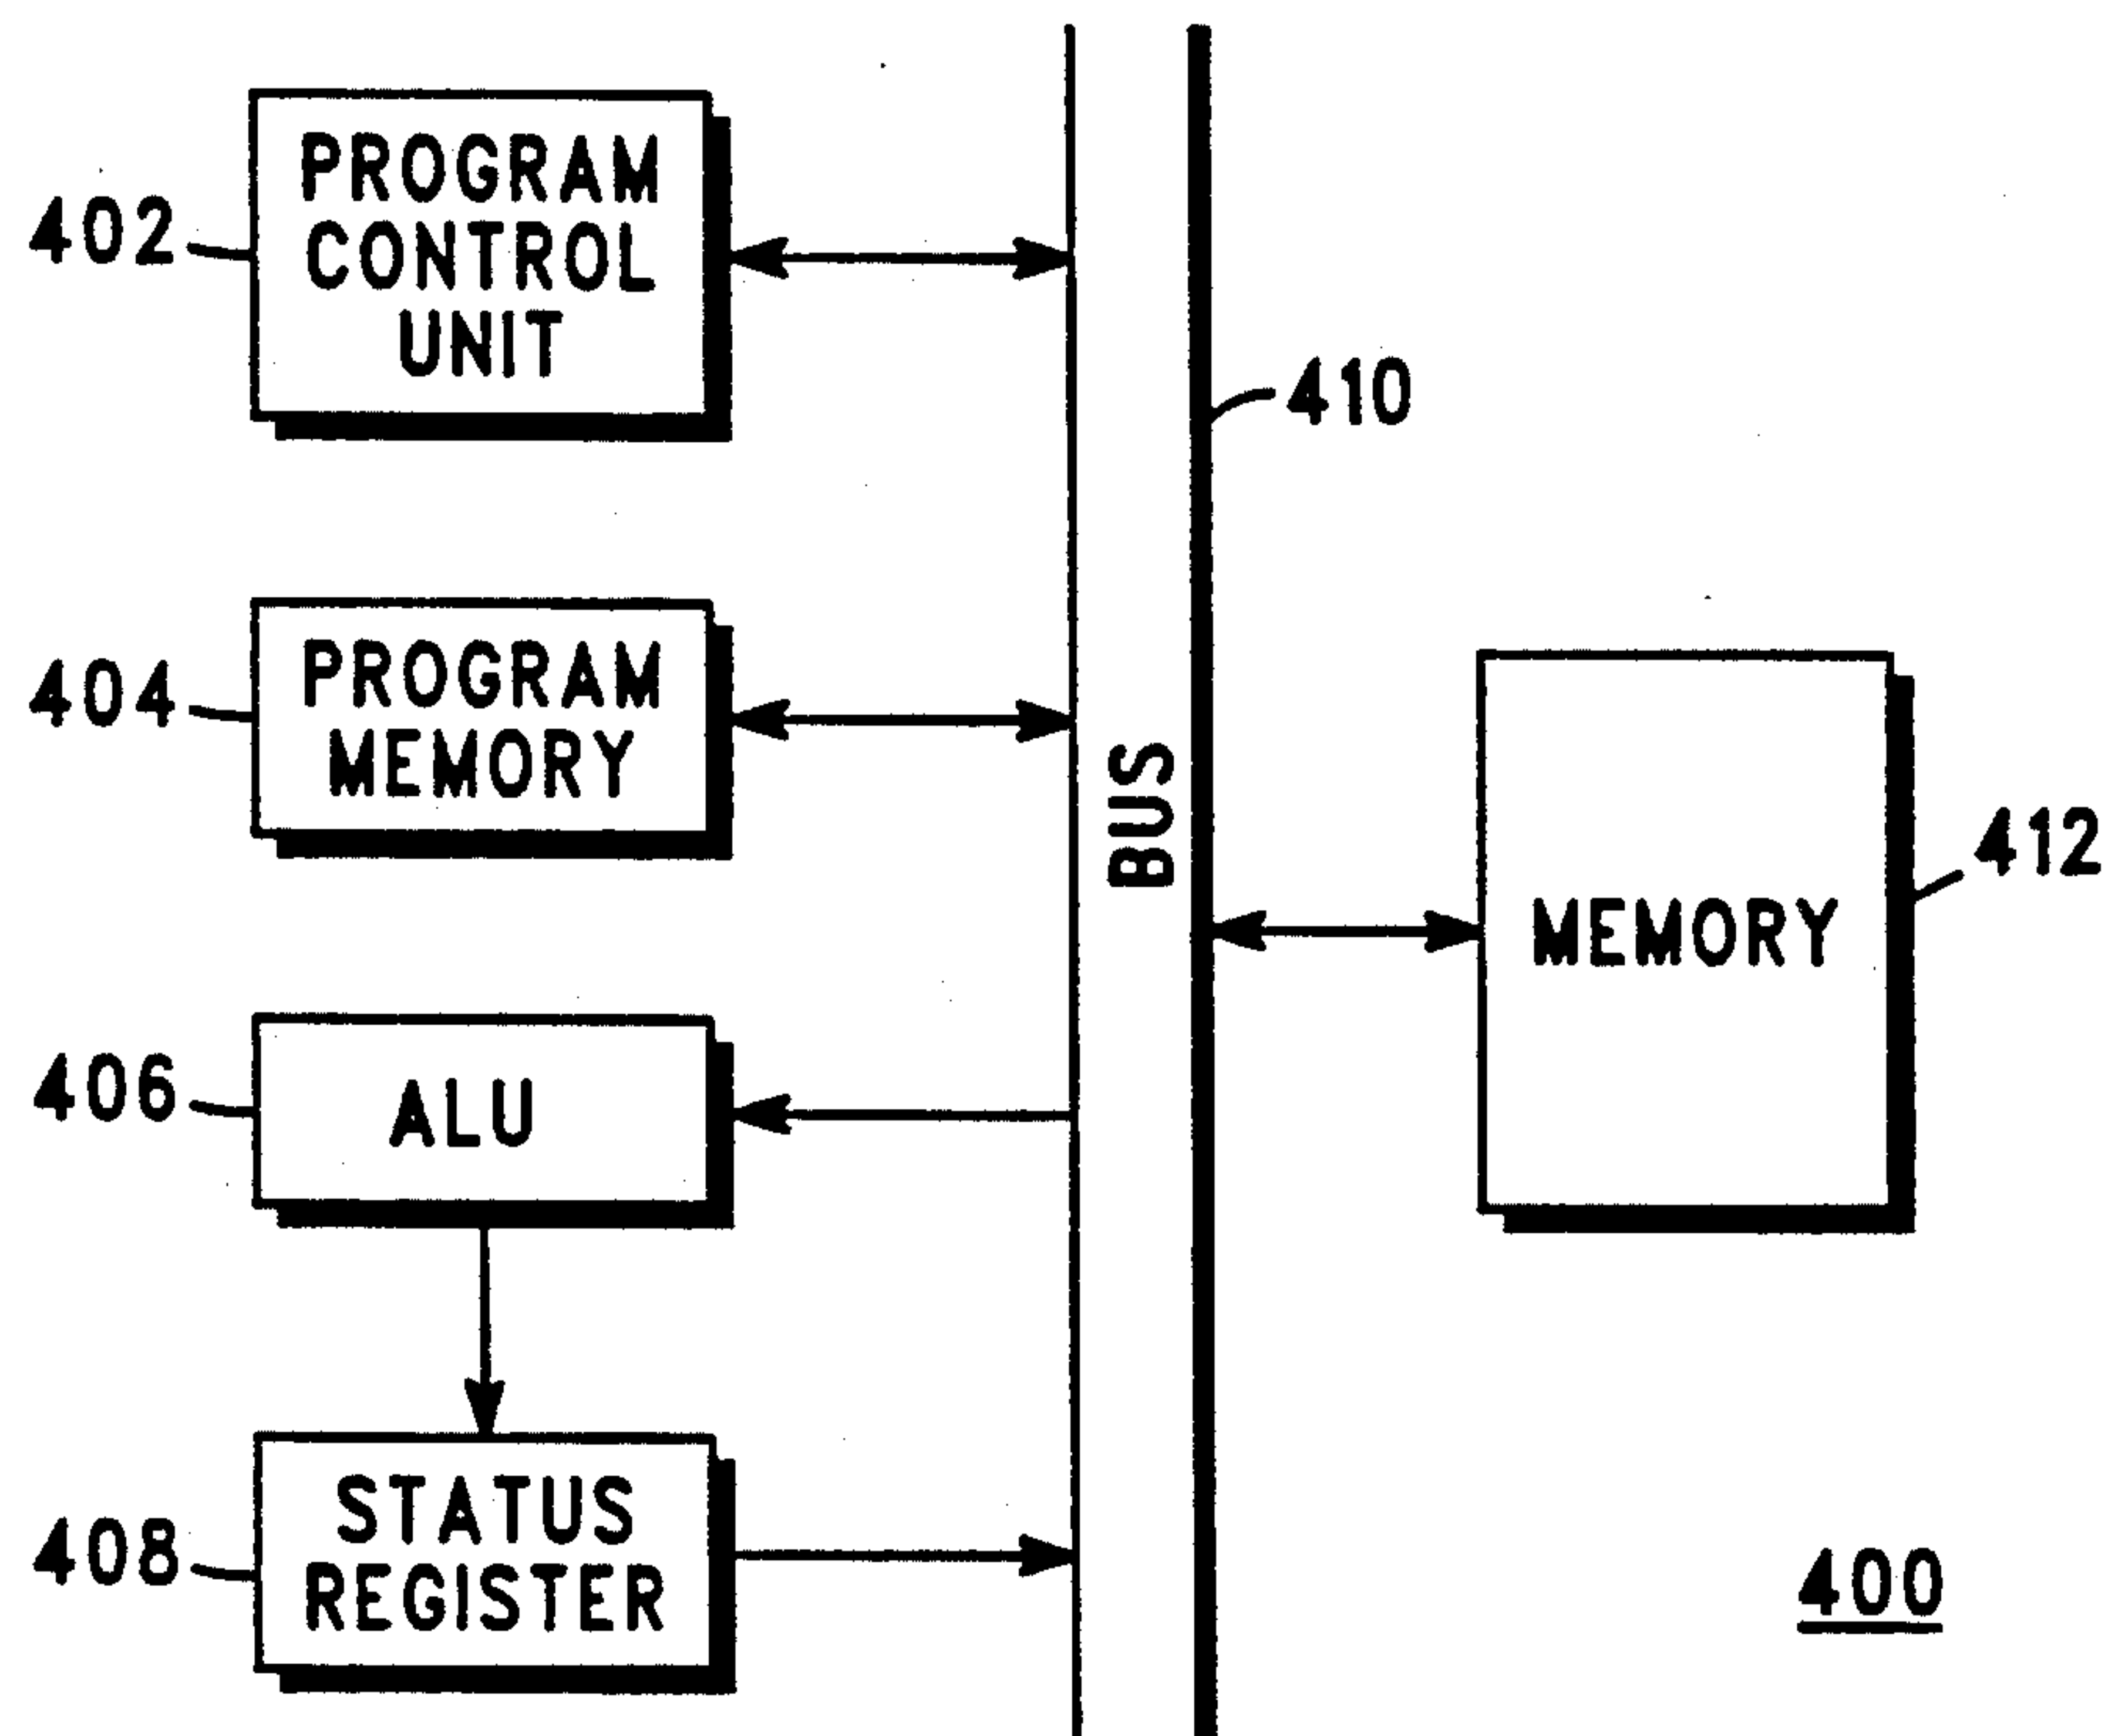 402
PROGRAM
CONTROL
UNIT
410
404
PROGRAM
MEMORY
BUS
412
MEMORY
406
ALU
408
STATUS
REGISTER
400